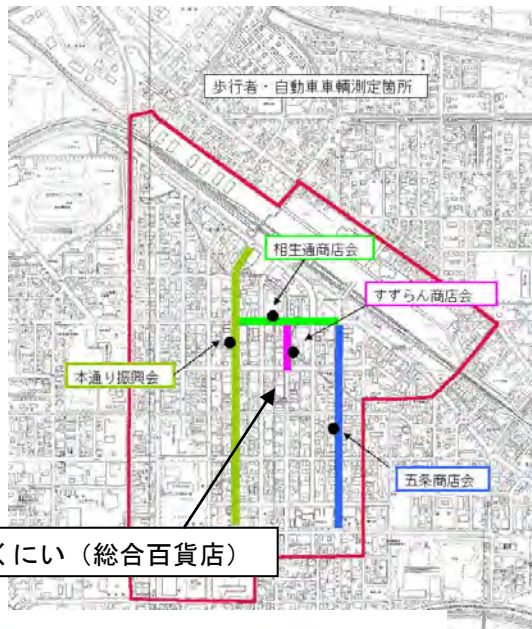 歩行者・自動車車輌測定箇所
相生通商店会
すずらん商店会
本通り振興会
五条商店会
くにい（総合百貨店）